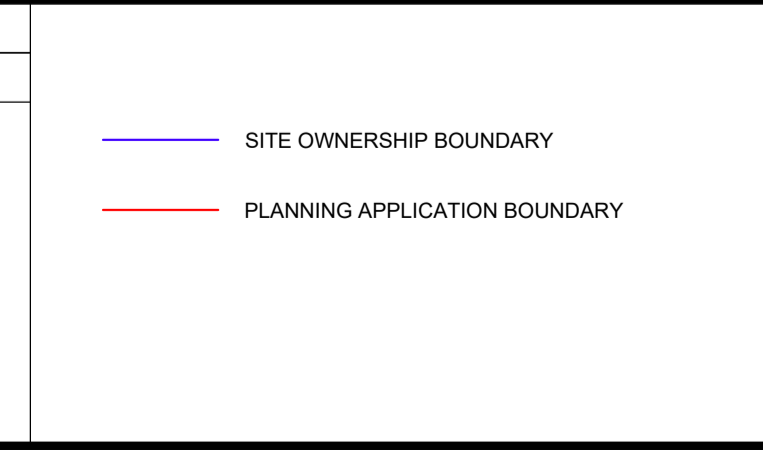 SITE OWNERSHIP BOUNDARY
PLANNING APPLICATION BOUNDARY